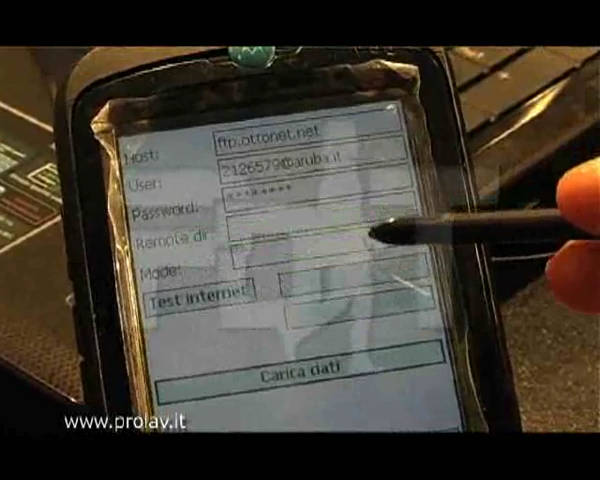 Host: ftp.ottonet.net
User: 2126579@aruba.it
Password: ********
Remote dir
Mode:
Test Internet
Carica dati
www.prolav.it